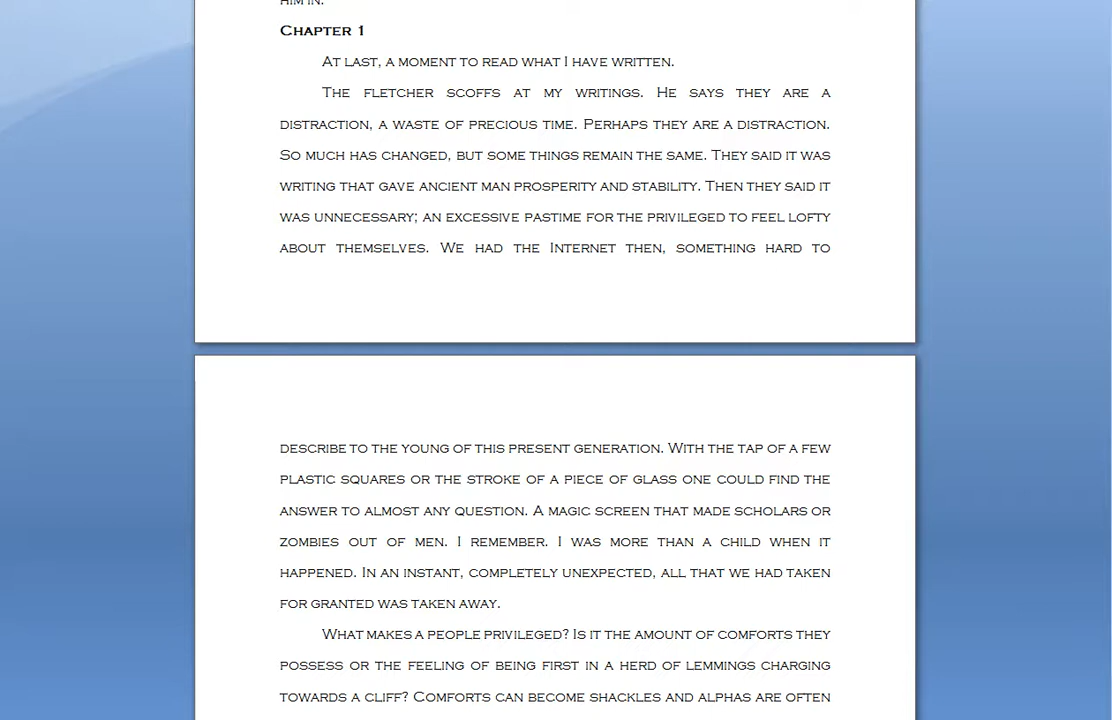 HIM IN.
CHAPTER 1
AT LAST, A MOMENT TO READ WHAT I HAVE WRITTEN.
THE FLETCHER SCOFFS AT MY WRITINGS. HE SAYS THEY ARE A
DISTRACTION, A WASTE OF PRECIOUS TIME. PERHAPS THEY ARE A DISTRACTION.
SO MUCH HAS CHANGED, BUT SOME THINGS REMAIN THE SAME. THEY SAID IT WAS
WRITING THAT GAVE ANCIENT MAN PROSPERITY AND STABILITY. THEN THEY SAID IT
WAS UNNECESSARY; AN EXCESSIVE PASTIME FOR THE PRIVILEGED TO FEEL LOFTY
ABOUT THEMSELVES. WE HAD THE INTERNET THEN, SOMETHING HARD TO
DESCRIBE TO THE YOUNG OF THIS PRESENT GENERATION. WITH THE TAP OF A FEW
PLASTIC SQUARES OR THE STROKE OF A PIECE OF GLASS ONE COULD FIND THE
ANSWER TO ALMOST ANY QUESTION. A MAGIC SCREEN THAT MADE SCHOLARS OR
ZOMBIES OUT OF MEN. I REMEMBER. I WAS MORE THAN A CHILD WHEN IT
HAPPENED. IN AN INSTANT, COMPLETELY UNEXPECTED, ALL THAT WE HAD TAKEN
FOR GRANTED WAS TAKEN AWAY.
WHAT MAKES A PEOPLE PRIVILEGED? IS IT THE AMOUNT OF COMFORTS THEY
POSSESS OR THE FEELING OF BEING FIRST IN A HERD OF LEMMINGS CHARGING
TOWARDS A CLIFF? COMFORTS CAN BECOME SHACKLES AND ALPHAS ARE OFTEN